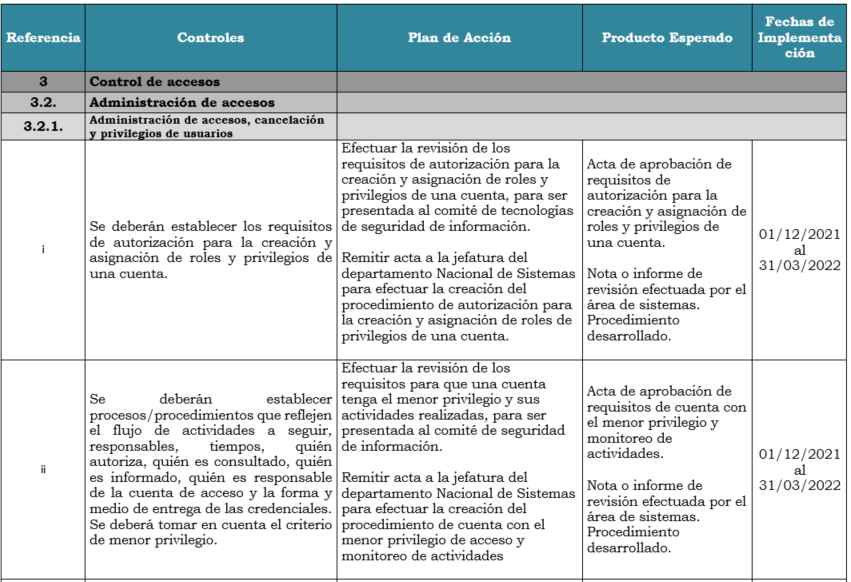 Referencia
Controles
Plan de Acción
Producto Esperado
Fechas de
Implementa
ción
3
Control de accesos
3.2.
Administración de accesos
3.2.1.
Administración de accesos, cancelación
y privilegios de usuarios
i
Se deberán establecer los requisitos
de autorización para la creación y
asignación de roles y privilegios de
una cuenta.
Efectuar la revisión de los
requisitos de autorización para la
creación y asignación de roles y
privilegios de una cuenta, para ser
presentada al comité de tecnologías
de seguridad de información.
Remitir acta a la jefatura del
departamento Nacional de Sistemas
para efectuar la creación del
procedimiento de autorización para
la creación y asignación de roles de
privilegios de una cuenta.
Acta de aprobación de
requisitos de
autorización para la
creación y asignación de
roles y privilegios de
una cuenta.
Nota o informe de
revisión efectuada por el
área de sistemas.
Procedimiento
desarrollado.
01/12/2021
al
31/03/2022
ii
Se deberán establecer
procesos/procedimientos que reflejen
el flujo de actividades a seguir,
responsables, tiempos, quién
autoriza, quién es consultado, quién
es informado, quién es responsable
de la cuenta de acceso y la forma y
medio de entrega de las credenciales.
Se deberá tomar en cuenta el criterio
de menor privilegio.
Efectuar la revisión de los
requisitos para que una cuenta
tenga el menor privilegio y sus
actividades realizadas, para ser
presentada al comité de seguridad
de información.
Remitir acta a la jefatura del
departamento Nacional de Sistemas
para efectuar la creación del
procedimiento de cuenta con el
menor privilegio de acceso y
monitoreo de actividades
Acta de aprobación de
requisitos de cuenta con
el menor privilegio y
monitoreo de
actividades.
Nota o informe de
revisión efectuada por el
área de sistemas.
Procedimiento
desarrollado.
01/12/2021
al
31/03/2022